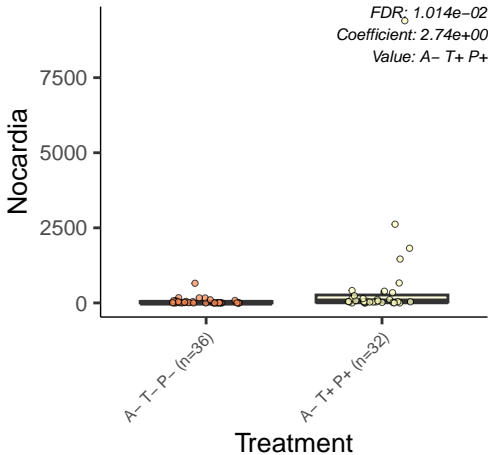 FDR: 1.014e−02
Coefficient: 2.74e+00
Value: A− T+ P+
7500
5000
2500
0
Nocardia
A− T− P− (n=36)
A− T+ P+ (n=32)
Treatment